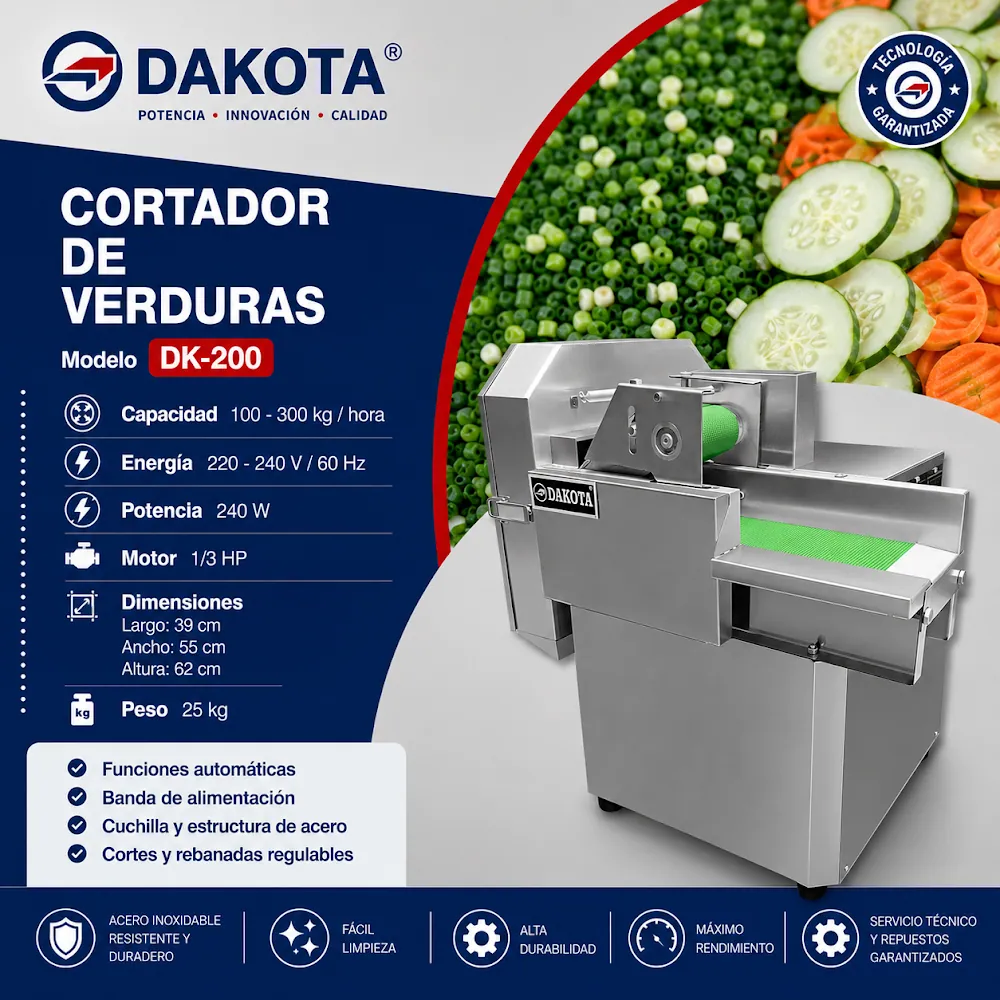 DAKOTA®
POTENCIA • INNOVACIÓN • CALIDAD
TECNOLOGÍA
GARANTIZADA
CORTADOR
DE
VERDURAS
Modelo DK-200
Capacidad 100 - 300 kg / hora
Energía 220 - 240 V / 60 Hz
Potencia 240 W
Motor 1/3 HP
Dimensiones
Largo: 39 cm
Ancho: 55 cm
Altura: 62 cm
kg
Peso 25 kg
DAKOTA®
Funciones automáticas
Banda de alimentación
Cuchilla y estructura de acero
Cortes y rebanadas regulables
ACERO INOXIDABLE
RESISTENTE Y
DURADERO
FÁCIL
LIMPIEZA
ALTA
DURABILIDAD
MÁXIMO
RENDIMIENTO
SERVICIO TÉCNICO
Y REPUESTOS
GARANTIZADOS